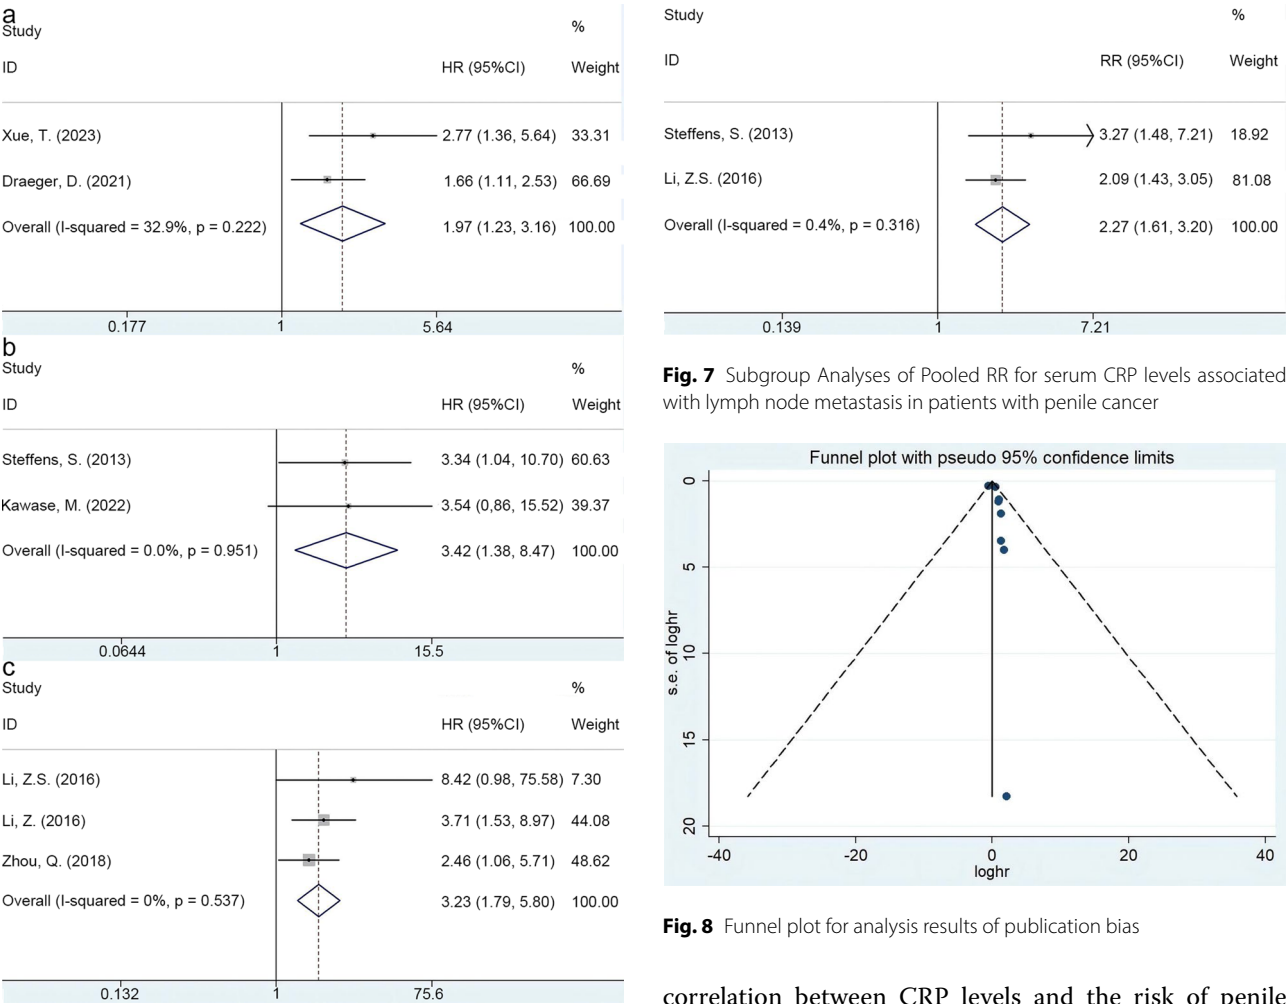 a
Study %
ID HR (95%CI) Weight
Xue, T. (2023) 2.77 (1.36, 5.64) 33.31
Draeger, D. (2021) 1.66 (1.11, 2.53) 66.69
Overall (I-squared = 32.9%, p = 0.222) 1.97 (1.23, 3.16) 100.00
0.177 1 5.64
b
Study %
ID HR (95%CI) Weight
Steffens, S. (2013) 3.34 (1.04, 10.70) 60.63
Kawase, M. (2022) 3.54 (0,86, 15.52) 39.37
Overall (I-squared = 0.0%, p = 0.951) 3.42 (1.38, 8.47) 100.00
0.0644 1 15.5
c
Study %
ID HR (95%CI) Weight
Li, Z.S. (2016) 8.42 (0.98, 75.58) 7.30
Li, Z. (2016) 3.71 (1.53, 8.97) 44.08
Zhou, Q. (2018) 2.46 (1.06, 5.71) 48.62
Overall (I-squared = 0%, p = 0.537) 3.23 (1.79, 5.80) 100.00
0.132 1 75.6
Study %
ID RR (95%CI) Weight
Steffens, S. (2013) 3.27 (1.48, 7.21) 18.92
Li, Z.S. (2016) 2.09 (1.43, 3.05) 81.08
Overall (I-squared = 0.4%, p = 0.316) 2.27 (1.61, 3.20) 100.00
0.139 1 7.21
Fig. 7 Subgroup Analyses of Pooled RR for serum CRP levels associated
with lymph node metastasis in patients with penile cancer
Funnel plot with pseudo 95% confidence limits
0
5
10
15
20
s.e. of loghr
-40 -20 0 20 40
loghr
Fig. 8 Funnel plot for analysis results of publication bias
correlation between CRP levels and the risk of penile